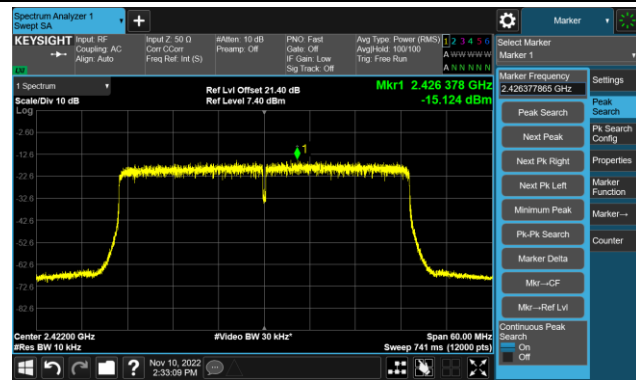 Spectrum Analyzer 1
Swept SA
Marker
KEYSIGHT
Input: RF
Coupling: AC
Align: Auto
Input Z: 50 Ω
Corr CCorr
Freq Ref: Int (S)
#Atten: 10 dB
Preamp: Off
PNO: Fast
Gate: Off
IF Gain: Low
Sig Track: Off
Avg Type: Power (RMS)
Avg|Hold: 100/100
Trig: Free Run
1 2 3 4 5 6
A W W W W W
A N N N N N
LXI
Select Marker
Marker 1
1 Spectrum
Scale/Div 10 dB
Log
Ref Lvl Offset 21.40 dB
Ref Level 7.40 dBm
Mkr1 2.426 378 GHz
-15.124 dBm
Marker Frequency
2.426377865 GHz
Settings
Peak Search
Next Peak
Next Pk Right
Next Pk Left
Minimum Peak
Pk-Pk Search
Marker Delta
Mkr→CF
Mkr→Ref Lvl
Continuous Peak
Search
On
Off
Peak
Search
Pk Search
Config
Properties
Marker
Function
Marker→
Counter
-2.60
-12.6
-22.6
-32.6
-42.6
-52.6
-62.6
-72.6
-82.6
1
Center 2.42200 GHz
#Res BW 10 kHz
#Video BW 30 kHz*
Span 60.00 MHz
Sweep 741 ms (12000 pts)
?
Nov 10, 2022
2:33:09 PM